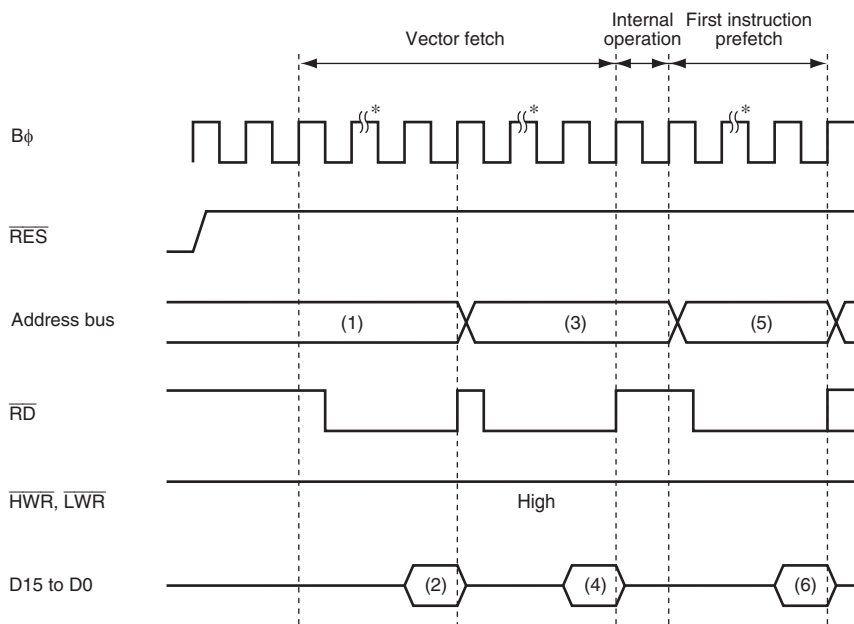 Vector fetch
Internal
operation
First instruction
prefetch
Bϕ
*
*
*
RES
Address bus
(1)
(3)
(5)
RD
HWR, LWR
High
D15 to D0
(2)
(4)
(6)